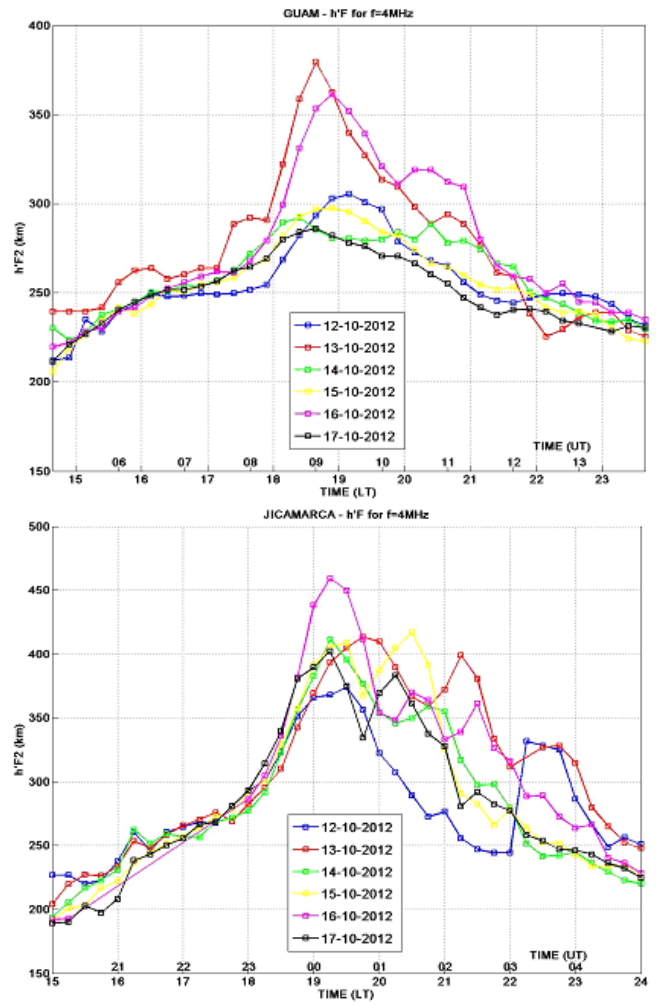 GUAM - h'F for f=4MHz
400
350
300
250
200
150
h'F2 (km)
12-10-2012
13-10-2012
14-10-2012
15-10-2012
16-10-2012
17-10-2012
TIME (UT)
06 07 08 09 10 11 12 13
15 16 17 18 19 20 21 22 23
TIME (LT)
JICAMARCA - h'F for f=4MHz
500
450
400
350
300
250
200
150
h'F2 (km)
12-10-2012
13-10-2012
14-10-2012
15-10-2012
16-10-2012
17-10-2012
TIME (UT)
21 22 23 00 01 02 03 04
15 16 17 18 19 20 21 22 23 24
TIME (LT)